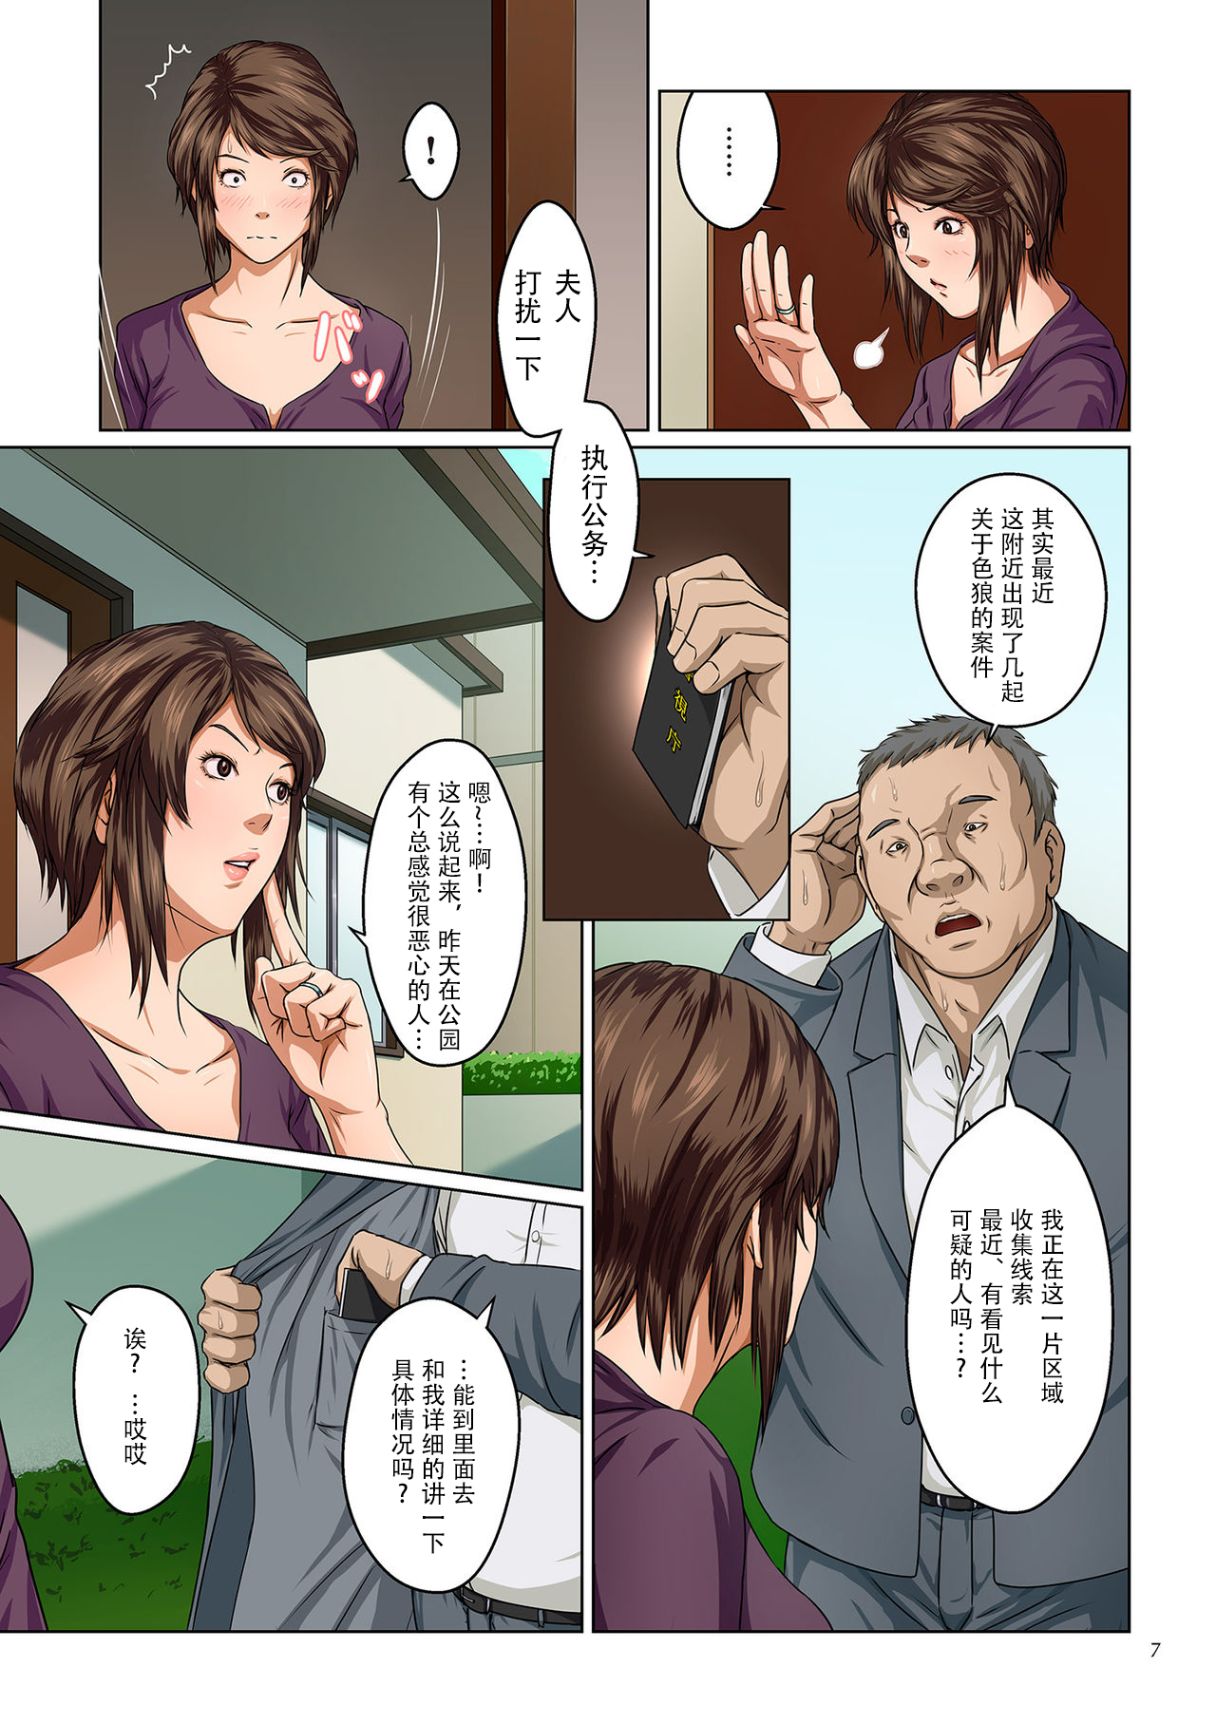 ……
！
バッ
夫人
打扰一下
执行公务…
視庁
其实最近
这附近出现了几起
关于色狼的案件
我正在这一片区域
收集线索
最近、有看见什么
可疑的人吗…？
嗯~…啊！
这么说起来，昨天在公园
有个总感觉很恶心的人…
…能到里面去
和我详细的讲一下
具体情况吗？
诶？…哎哎
7